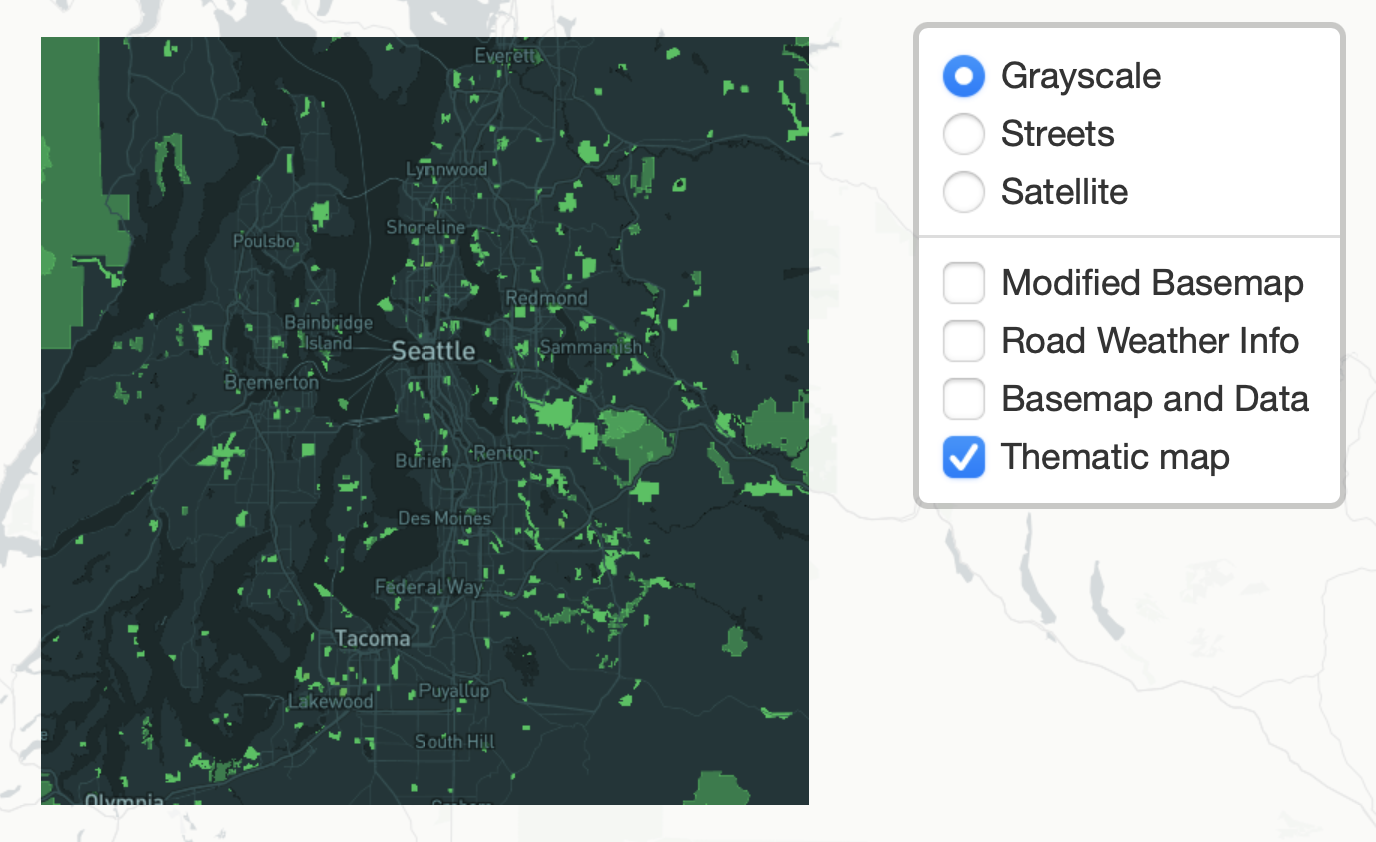 Everett
Lynnwood
Shoreline
Poulsbo
Redmond
Bainbridge
Island
Seattle
Sammamish
Bremerton
Burien
Renton
Des Moines
Federal Way
Tacoma
Puyallup
Lakewood
South Hill
Olympia
Grayscale
Streets
Satellite
Modified Basemap
Road Weather Info
Basemap and Data
Thematic map